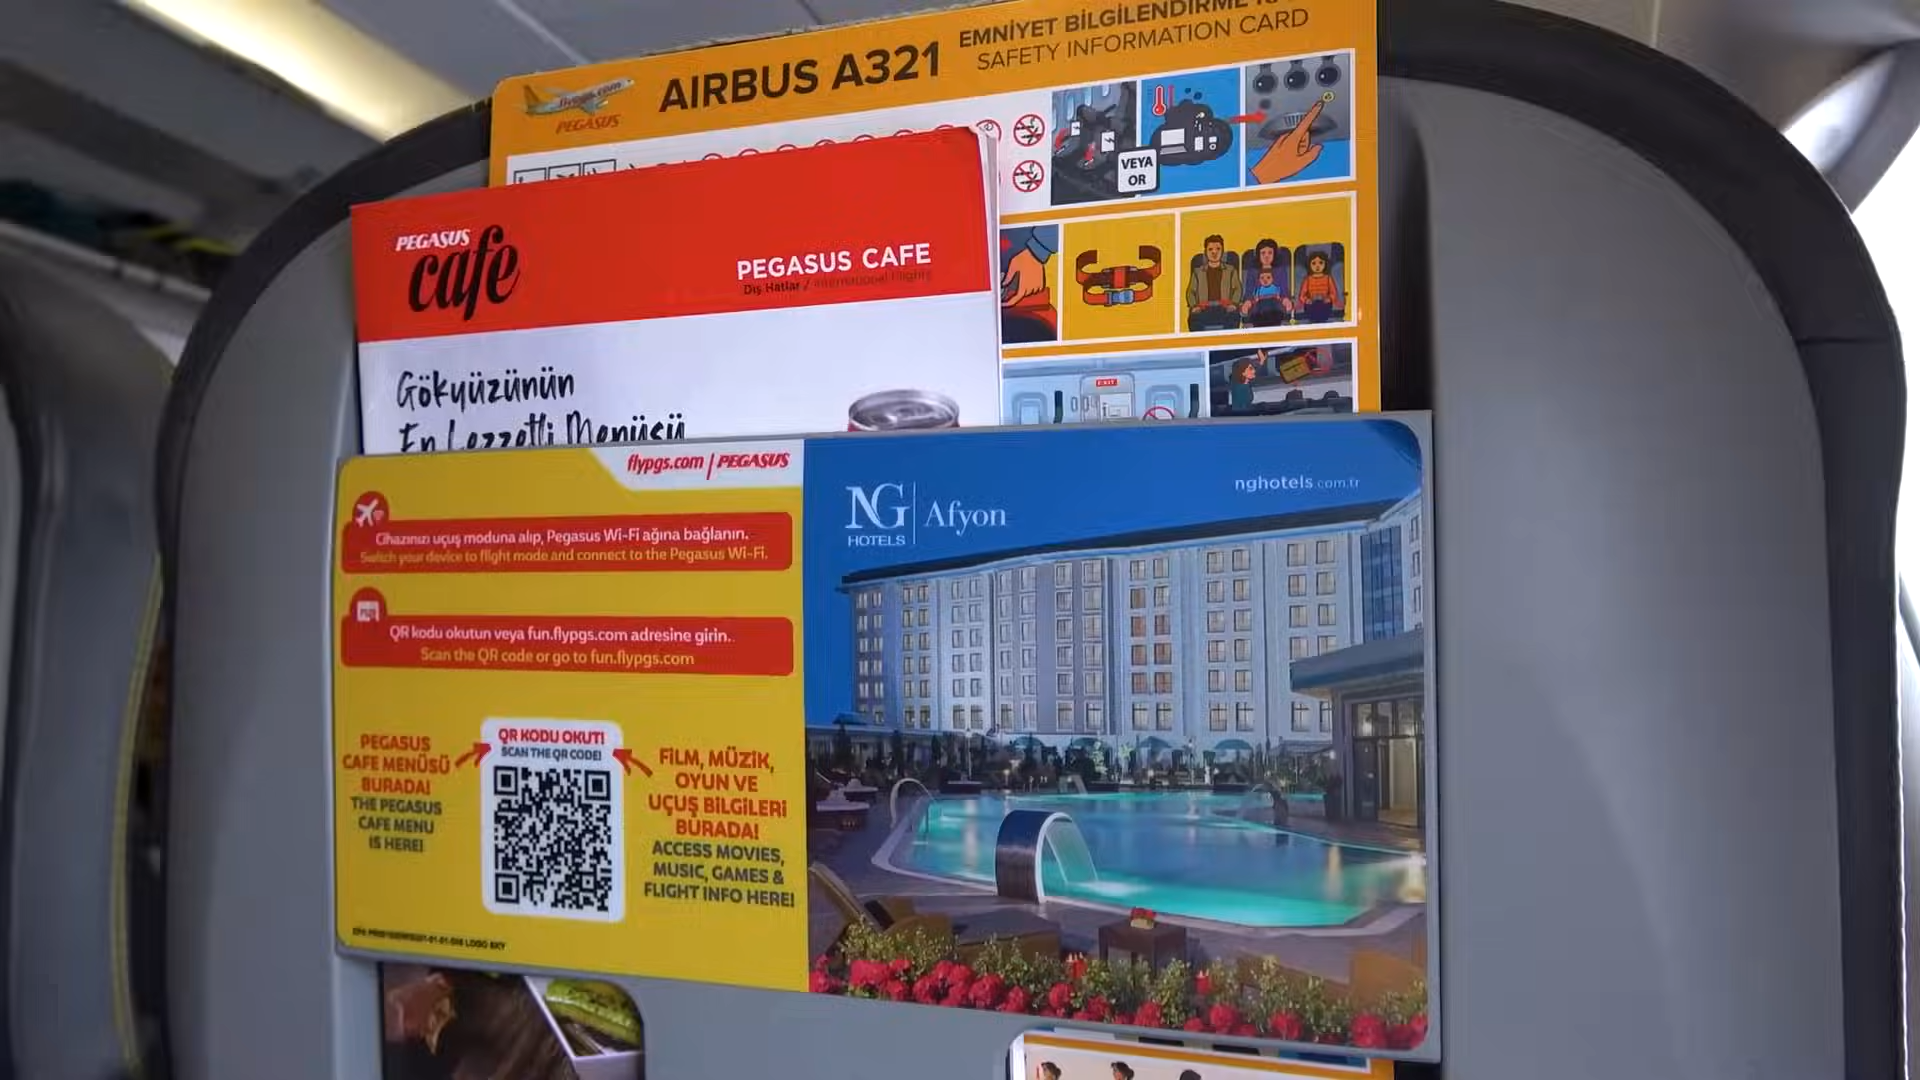 EMNİYET BİLGİLENDİRME
SAFETY INFORMATION CARD
AIRBUS A321
flypgs.com
PEGASUS
VEYA
OR
EXIT
PEGASUS
cafe
PEGASUS CAFE
Dış Hatlar / International Flights
Gökyüzünün
En Lezzetli Menüsü
flypgs.com | PEGASUS
Cihazınızı uçuş moduna alıp, Pegasus Wi-Fi ağına bağlanın.
Switch your device to flight mode and connect to the Pegasus Wi-Fi.
QR kodu okutun veya fun.flypgs.com adresine girin.
Scan the QR code or go to fun.flypgs.com
PEGASUS
CAFE MENÜSÜ
BURADA!
THE PEGASUS
CAFE MENU
IS HERE!
QR KODU OKUT!
SCAN THE QR CODE!
FİLM, MÜZİK,
OYUN VE
UÇUŞ BİLGİLERİ
BURADA!
ACCESS MOVIES,
MUSIC, GAMES &
FLIGHT INFO HERE!
NG
HOTELS
Afyon
nghotels.com.tr